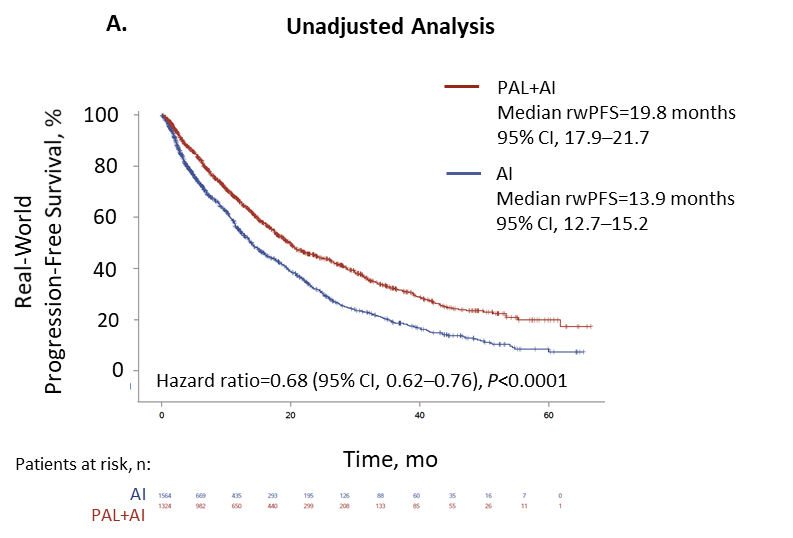 A.
Unadjusted Analysis
PAL+AI
Median rwPFS=19.8 months
95% CI, 17.9–21.7
AI
Median rwPFS=13.9 months
95% CI, 12.7–15.2
Real-World
Progression-Free Survival, %
100
80
60
40
20
0
Hazard ratio=0.68 (95% CI, 0.62–0.76), P<0.0001
0 20 40 60
Time, mo
Patients at risk, n:
AI 1564 669 435 293 195 126 88 60 35 16 7 0
PAL+AI 1324 982 650 440 299 208 133 85 55 26 11 1